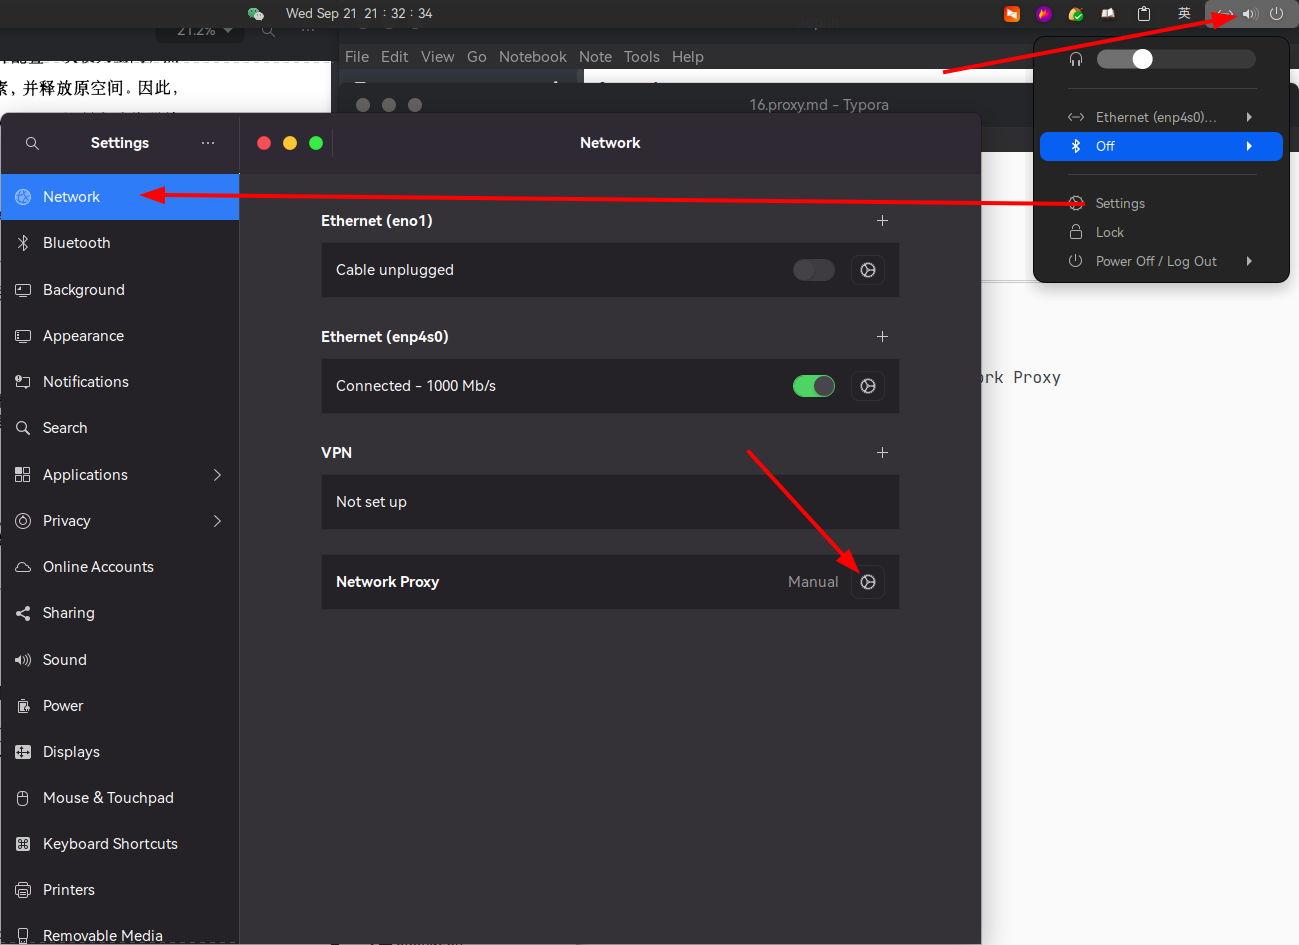 Wed Sep 21 21:32:34
英
21.2%
File Edit View Go Notebook Note Tools Help
素，并释放原空间。因此，
16.proxy.md - Typora
Ethernet (enp4s0)...
Off
Settings
Lock
Power Off / Log Out
Settings
Network
Network
Bluetooth
Background
Appearance
Notifications
Search
Applications
Privacy
Online Accounts
Sharing
Sound
Power
Displays
Mouse & Touchpad
Keyboard Shortcuts
Printers
Removable Media
Ethernet (eno1)
Cable unplugged
Ethernet (enp4s0)
Connected - 1000 Mb/s
VPN
Not set up
Network Proxy
Manual
Proxy